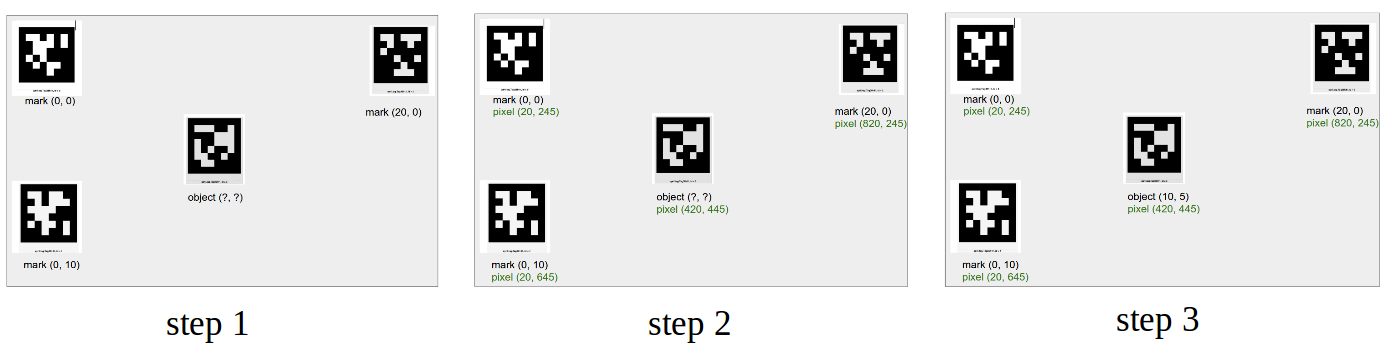 mark (0, 0)
mark (20, 0)
object (?, ?)
mark (0, 10)
step 1
mark (0, 0)
pixel (20, 245)
mark (20, 0)
pixel (820, 245)
object (?, ?)
pixel (420, 445)
mark (0, 10)
pixel (20, 645)
step 2
mark (0, 0)
pixel (20, 245)
mark (20, 0)
pixel (820, 245)
object (10, 5)
pixel (420, 445)
mark (0, 10)
pixel (20, 645)
step 3